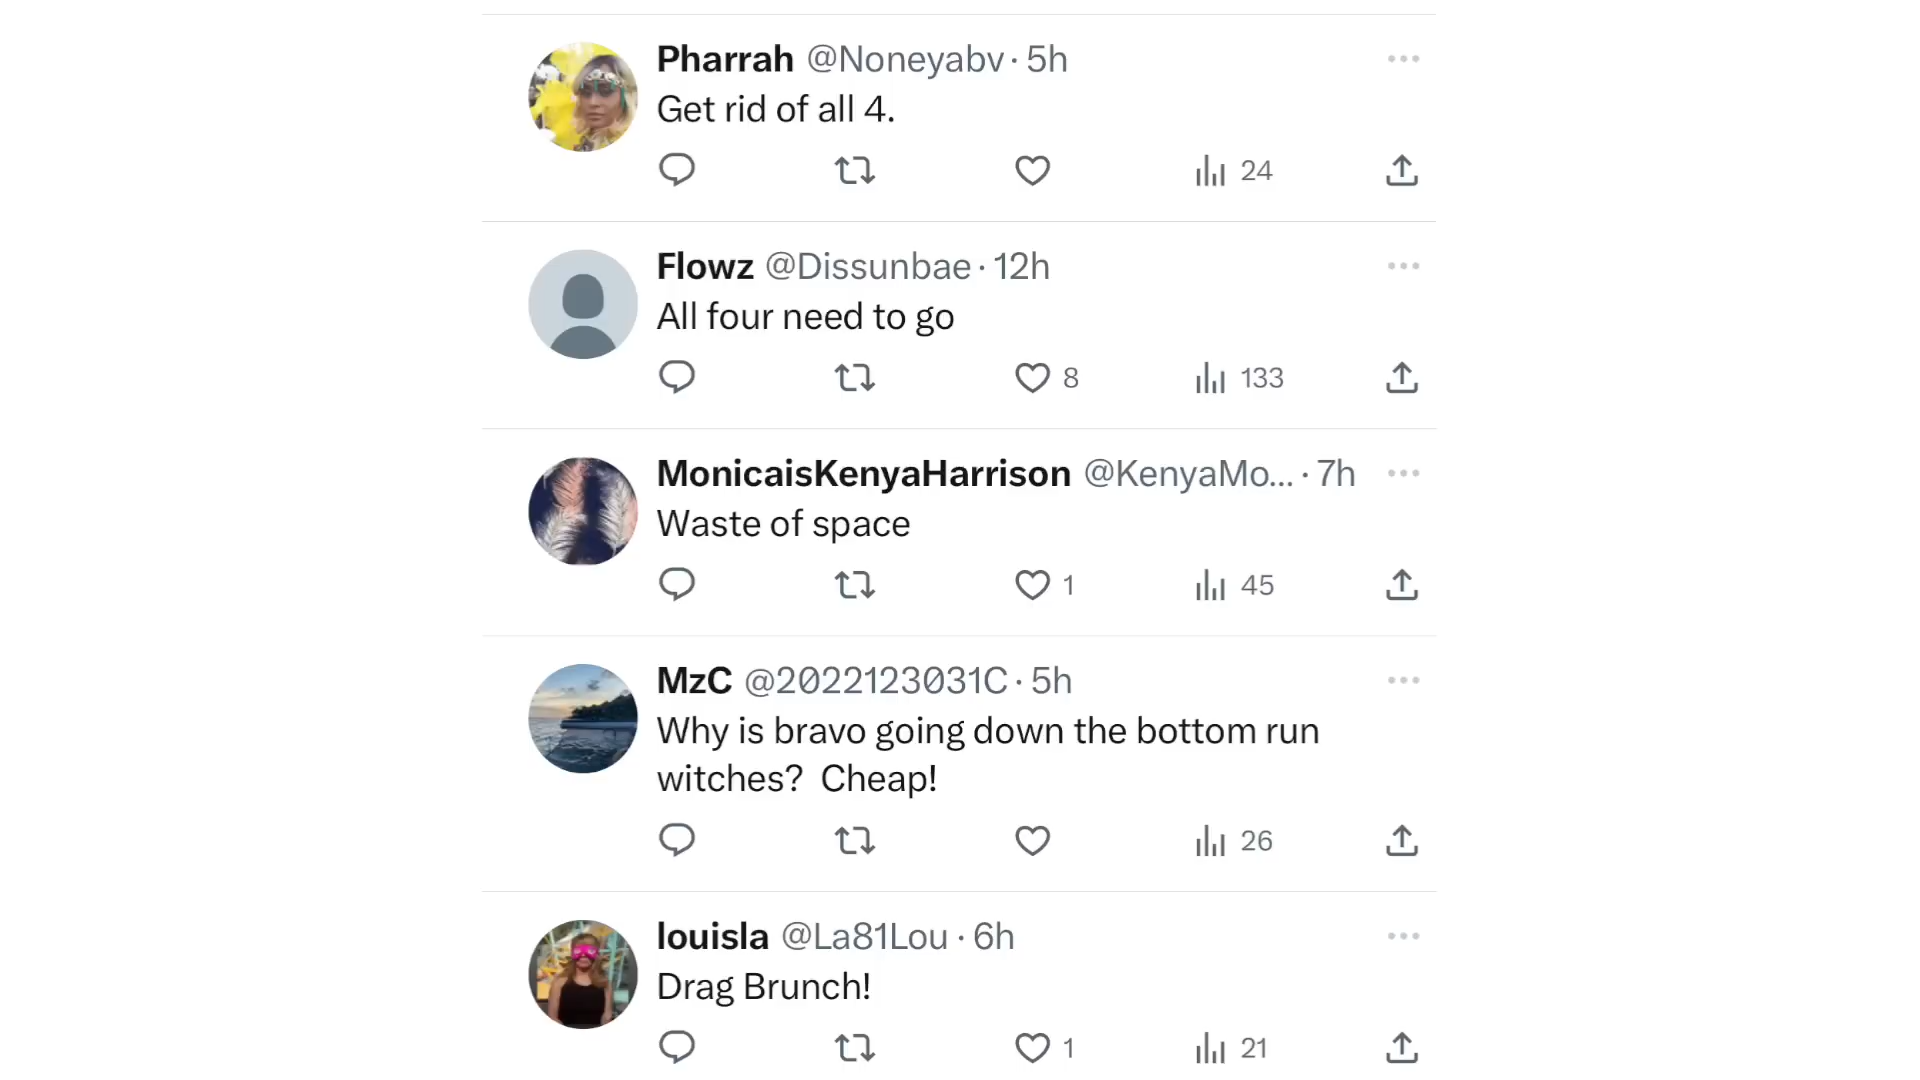 Pharrah @Noneyabv · 5h
Get rid of all 4.
24
Flowz @Dissunbae · 12h
All four need to go
8 133
MonicaisKenyaHarrison @KenyaMo... · 7h
Waste of space
1 45
MzC @2022123031C · 5h
Why is bravo going down the bottom run
witches?  Cheap!
26
louisla @La81Lou · 6h
Drag Brunch!
1 21